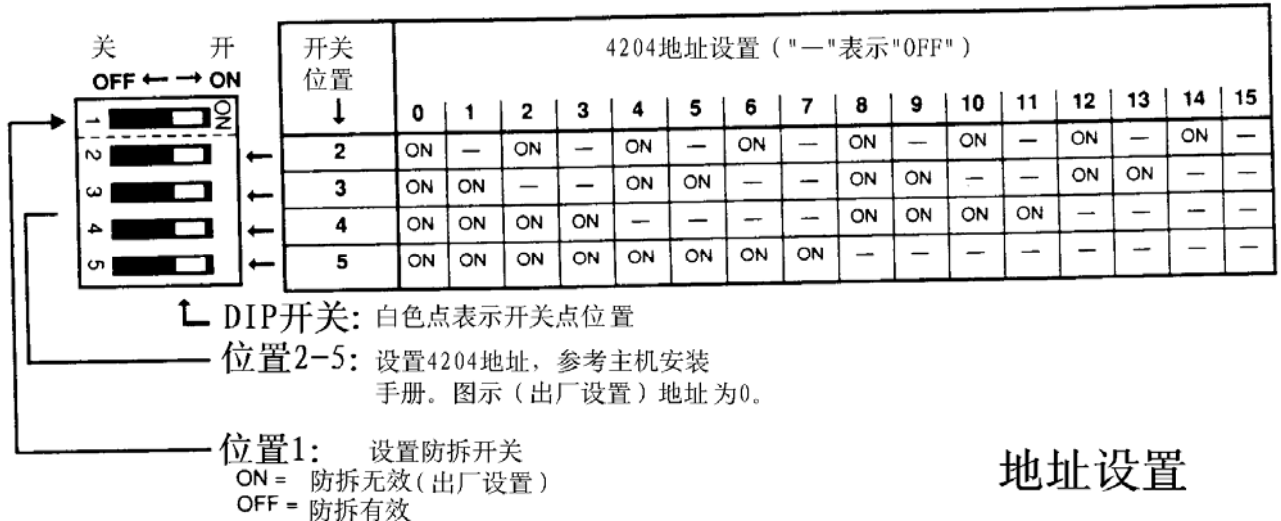 关 开
OFF ← → ON
ON
1
2
3
4
5
开关
位置
↓
4204地址设置（"—"表示"OFF"）
0 1 2 3 4 5 6 7 8 9 10 11 12 13 14 15
2 ON — ON — ON — ON — ON — ON — ON — ON —
3 ON ON — — ON ON — — ON ON — — ON ON — —
4 ON ON ON ON — — — — ON ON ON ON — — — —
5 ON ON ON ON ON ON ON ON — — — — — — — —
DIP开关: 白色点表示开关点位置
位置2-5: 设置4204地址，参考主机安装
手册。图示（出厂设置）地址为0。
位置1: 设置防拆开关
ON = 防拆无效(出厂设置)
OFF = 防拆有效
地址设置